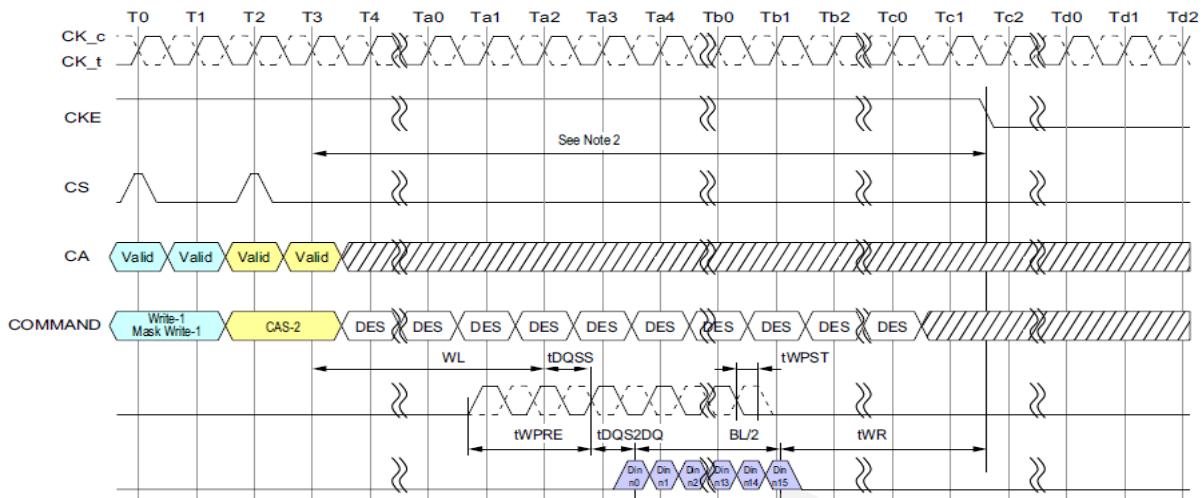 T0 T1 T2 T3 T4 Ta0 Ta1 Ta2 Ta3 Ta4 Tb0 Tb1 Tb2 Tc0 Tc1 Tc2 Td0 Td1 Td2
CK_c
CK_t
CKE
See Note 2
CS
CA Valid Valid Valid Valid
COMMAND Write-1 Mask Write-1 CAS-2 DES DES DES DES DES DES DES DES DES DES
WL tDQSS tWPST
tWPRE tDQS2DQ BL/2 tWR
Din n0 Din n1 Din n2 Din n13 Din n14 Din n15